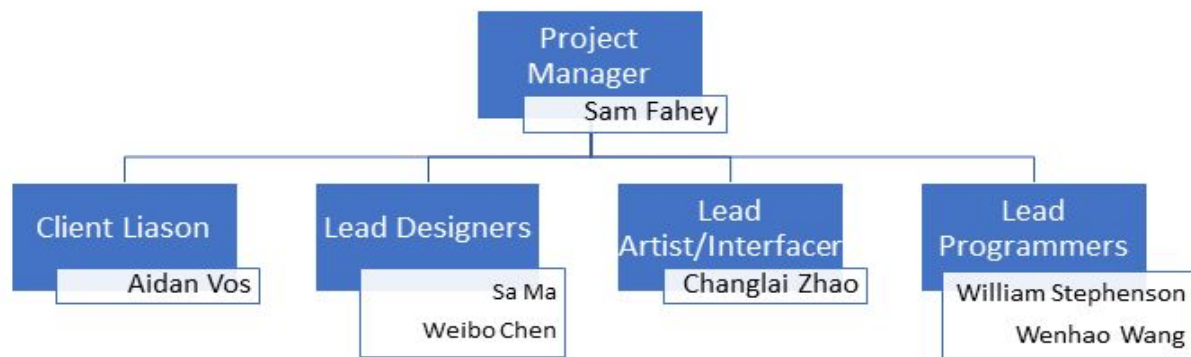 Project
Manager
Sam Fahey
Client Liason
Aidan Vos
Lead Designers
Sa Ma
Weibo Chen
Lead
Artist/Interfacer
Changlai Zhao
Lead
Programmers
William Stephenson
Wenhao Wang